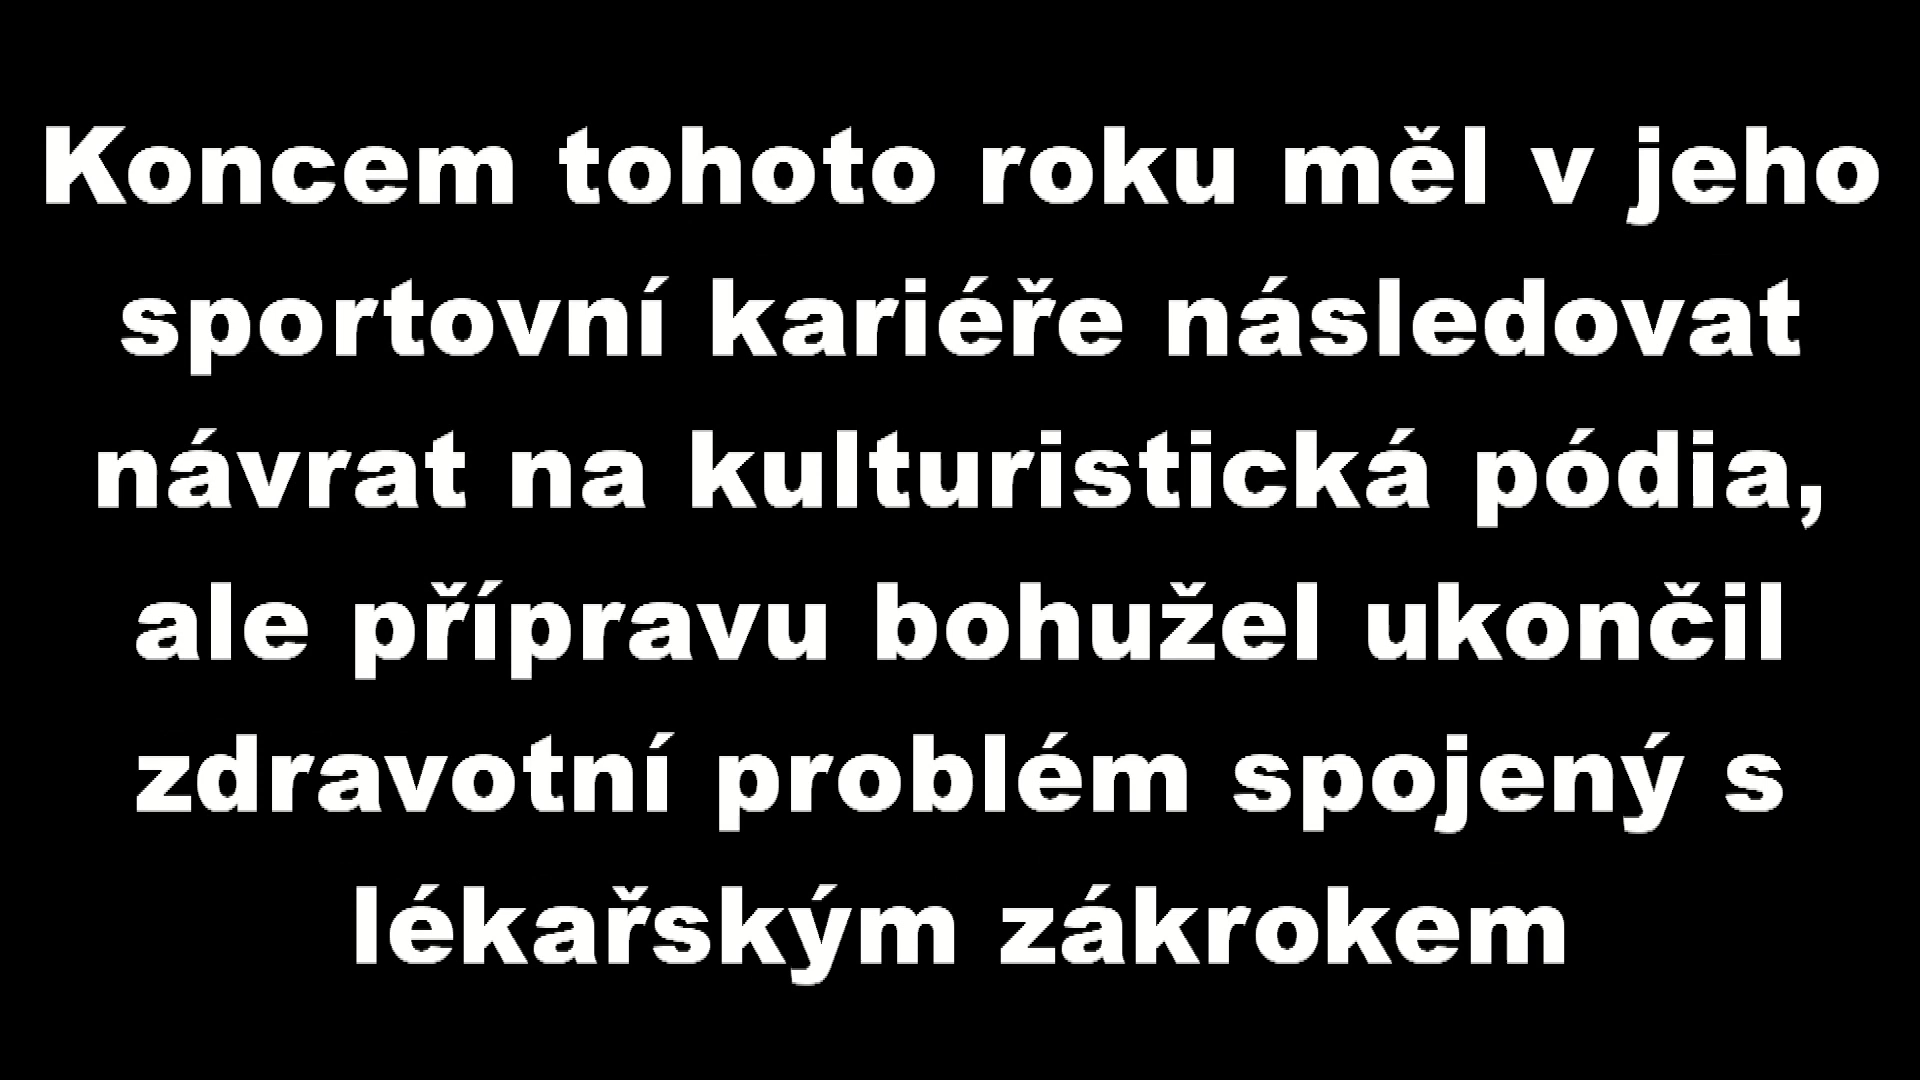 Koncem tohoto roku měl v jeho
sportovní kariéře následovat
návrat na kulturistická pódia,
ale přípravu bohužel ukončil
zdravotní problém spojený s
lékařským zákrokem